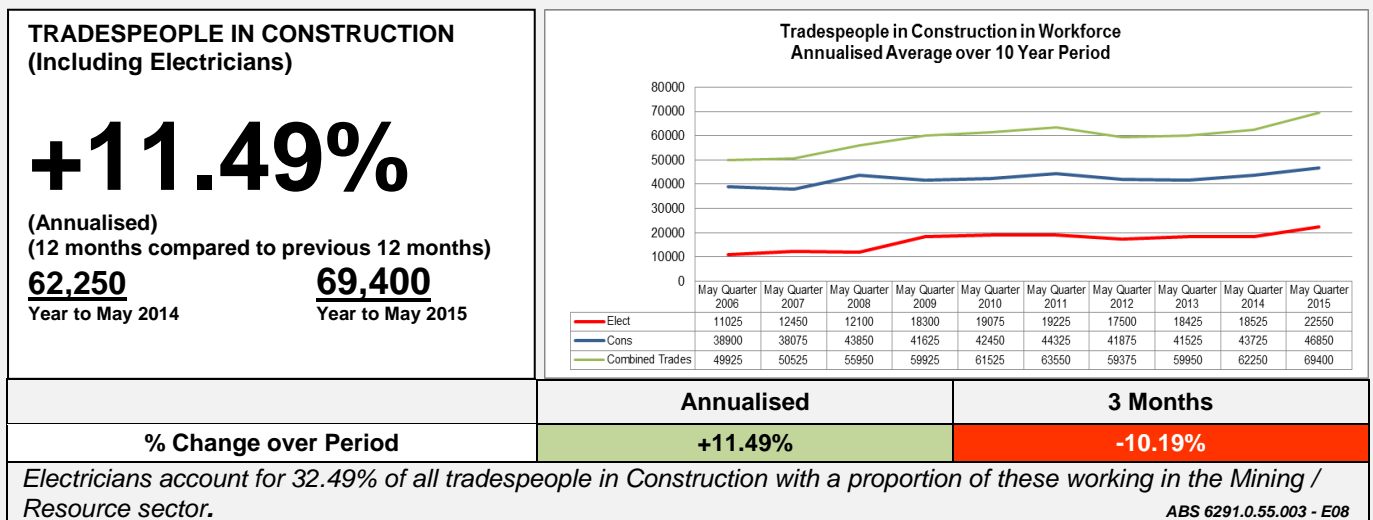 TRADESPEOPLE IN CONSTRUCTION
(Including Electricians)
+11.49%
(Annualised)
(12 months compared to previous 12 months)
62,250 69,400
Year to May 2014 Year to May 2015
Tradespeople in Construction in Workforce
Annualised Average over 10 Year Period
80000
70000
60000
50000
40000
30000
20000
10000
0
May Quarter May Quarter May Quarter May Quarter May Quarter May Quarter May Quarter May Quarter May Quarter May Quarter
2006 2007 2008 2009 2010 2011 2012 2013 2014 2015
Elect 11025 12450 12100 18300 19075 19225 17500 18425 18525 22550
Cons 38900 38075 43850 41625 42450 44325 41875 41525 43725 46850
Combined Trades 49925 50525 55950 59925 61525 63550 59375 59950 62250 69400
Annualised 3 Months
% Change over Period +11.49% -10.19%
Electricians account for 32.49% of all tradespeople in Construction with a proportion of these working in the Mining /
Resource sector. ABS 6291.0.55.003 - E08